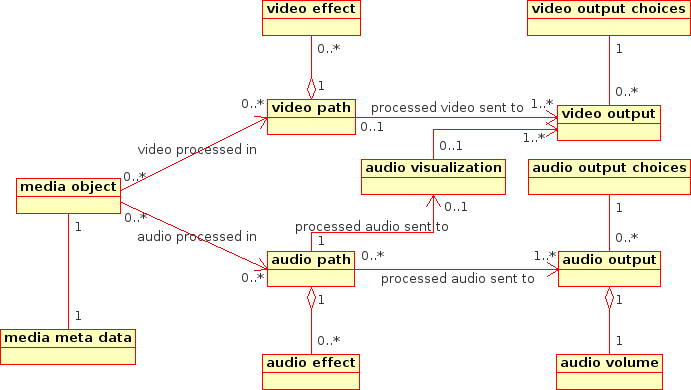 video effect
video output choices
0..*
1
1
0..*
0..*
video path
processed video sent to
1..*
video output
0..1
1..*
video processed in
0..1
0..*
audio visualization
audio output choices
media object
0..*
0..1
1
1
processed audio sent to
audio processed in
1
0..*
audio path
0..*
1..*
audio output
0..*
processed audio sent to
1
1
1
media meta data
0..*
1
audio effect
audio volume